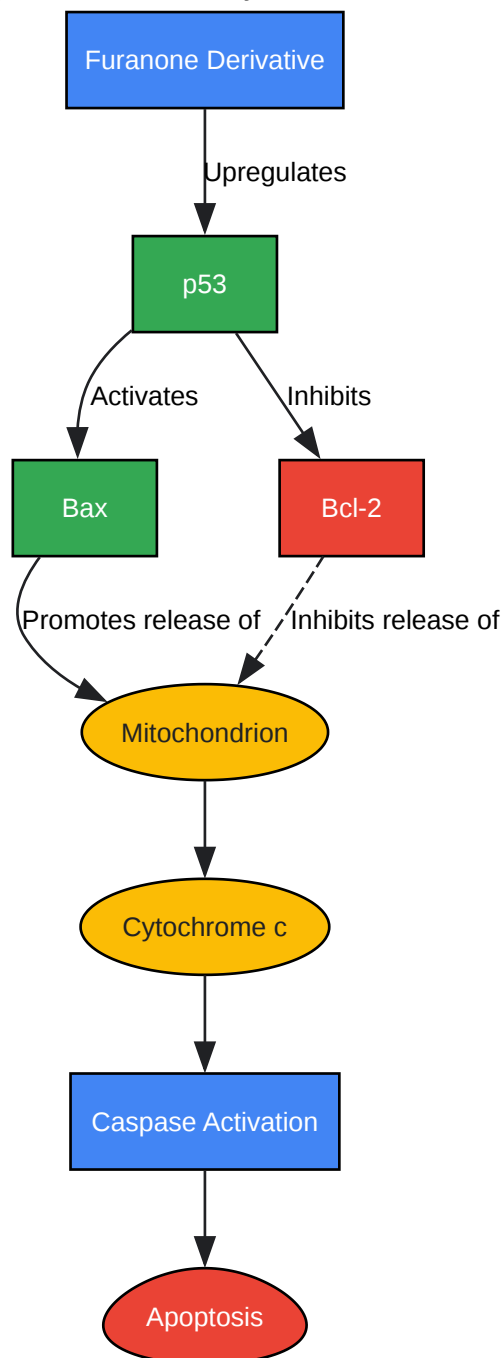 Furanone Derivative
Upregulates
p53
Activates
Inhibits
Bax
Bcl-2
Promotes release of
Inhibits release of
Mitochondrion
Cytochrome c
Caspase Activation
Apoptosis